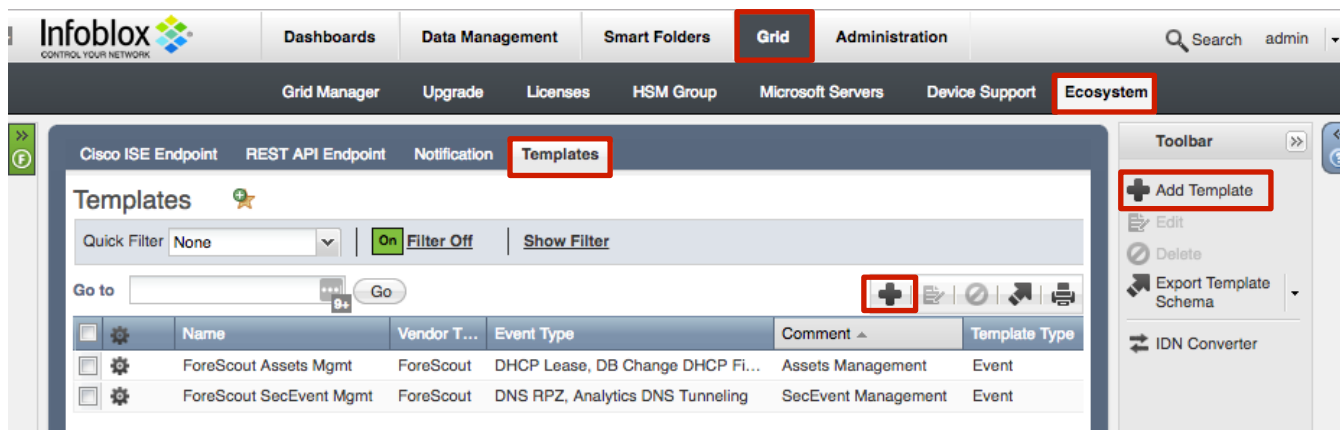 Infoblox
CONTROL YOUR NETWORK
Dashboards Data Management Smart Folders Grid Administration Search admin
Grid Manager Upgrade Licenses HSM Group Microsoft Servers Device Support Ecosystem
Cisco ISE Endpoint REST API Endpoint Notification Templates
Templates
Quick Filter None On Filter Off Show Filter
Go to 9+ Go
Name Vendor T... Event Type Comment Template Type
ForeScout Assets Mgmt ForeScout DHCP Lease, DB Change DHCP Fi... Assets Management Event
ForeScout SecEvent Mgmt ForeScout DNS RPZ, Analytics DNS Tunneling SecEvent Management Event
Toolbar
Add Template
Edit
Delete
Export Template
Schema
IDN Converter
F